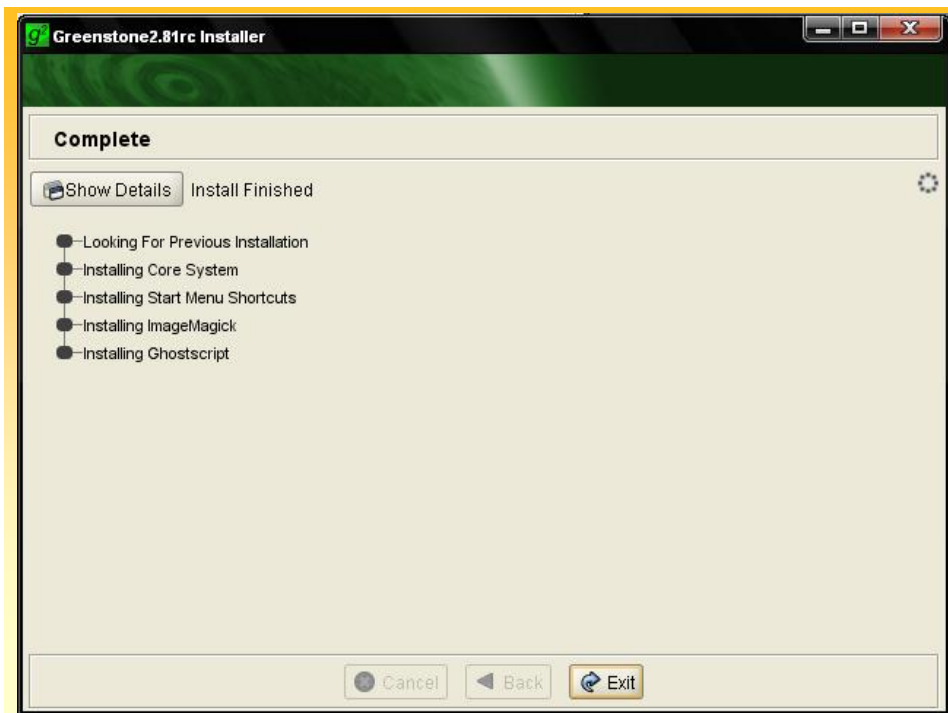 g² Greenstone2.81rc Installer
Complete
Show Details Install Finished
Looking For Previous Installation
Installing Core System
Installing Start Menu Shortcuts
Installing ImageMagick
Installing Ghostscript
Cancel Back Exit